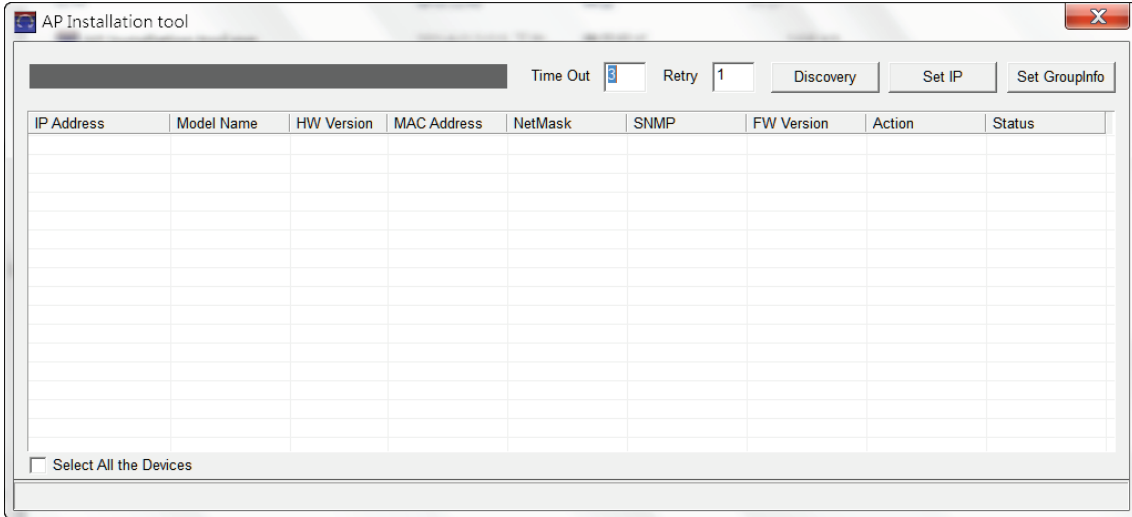 AP Installation tool
Time Out 3 Retry 1 Discovery Set IP Set GroupInfo
IP Address Model Name HW Version MAC Address NetMask SNMP FW Version Action Status
Select All the Devices